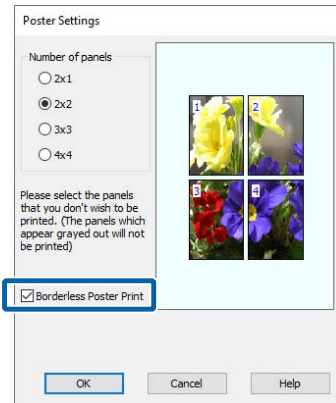 Poster Settings
Number of panels
2x1
2x2
3x3
4x4
1
2
3
4
Please select the panels
that you don't wish to be
printed. (The panels which
appear grayed out will not
be printed)
Borderless Poster Print
OK
Cancel
Help